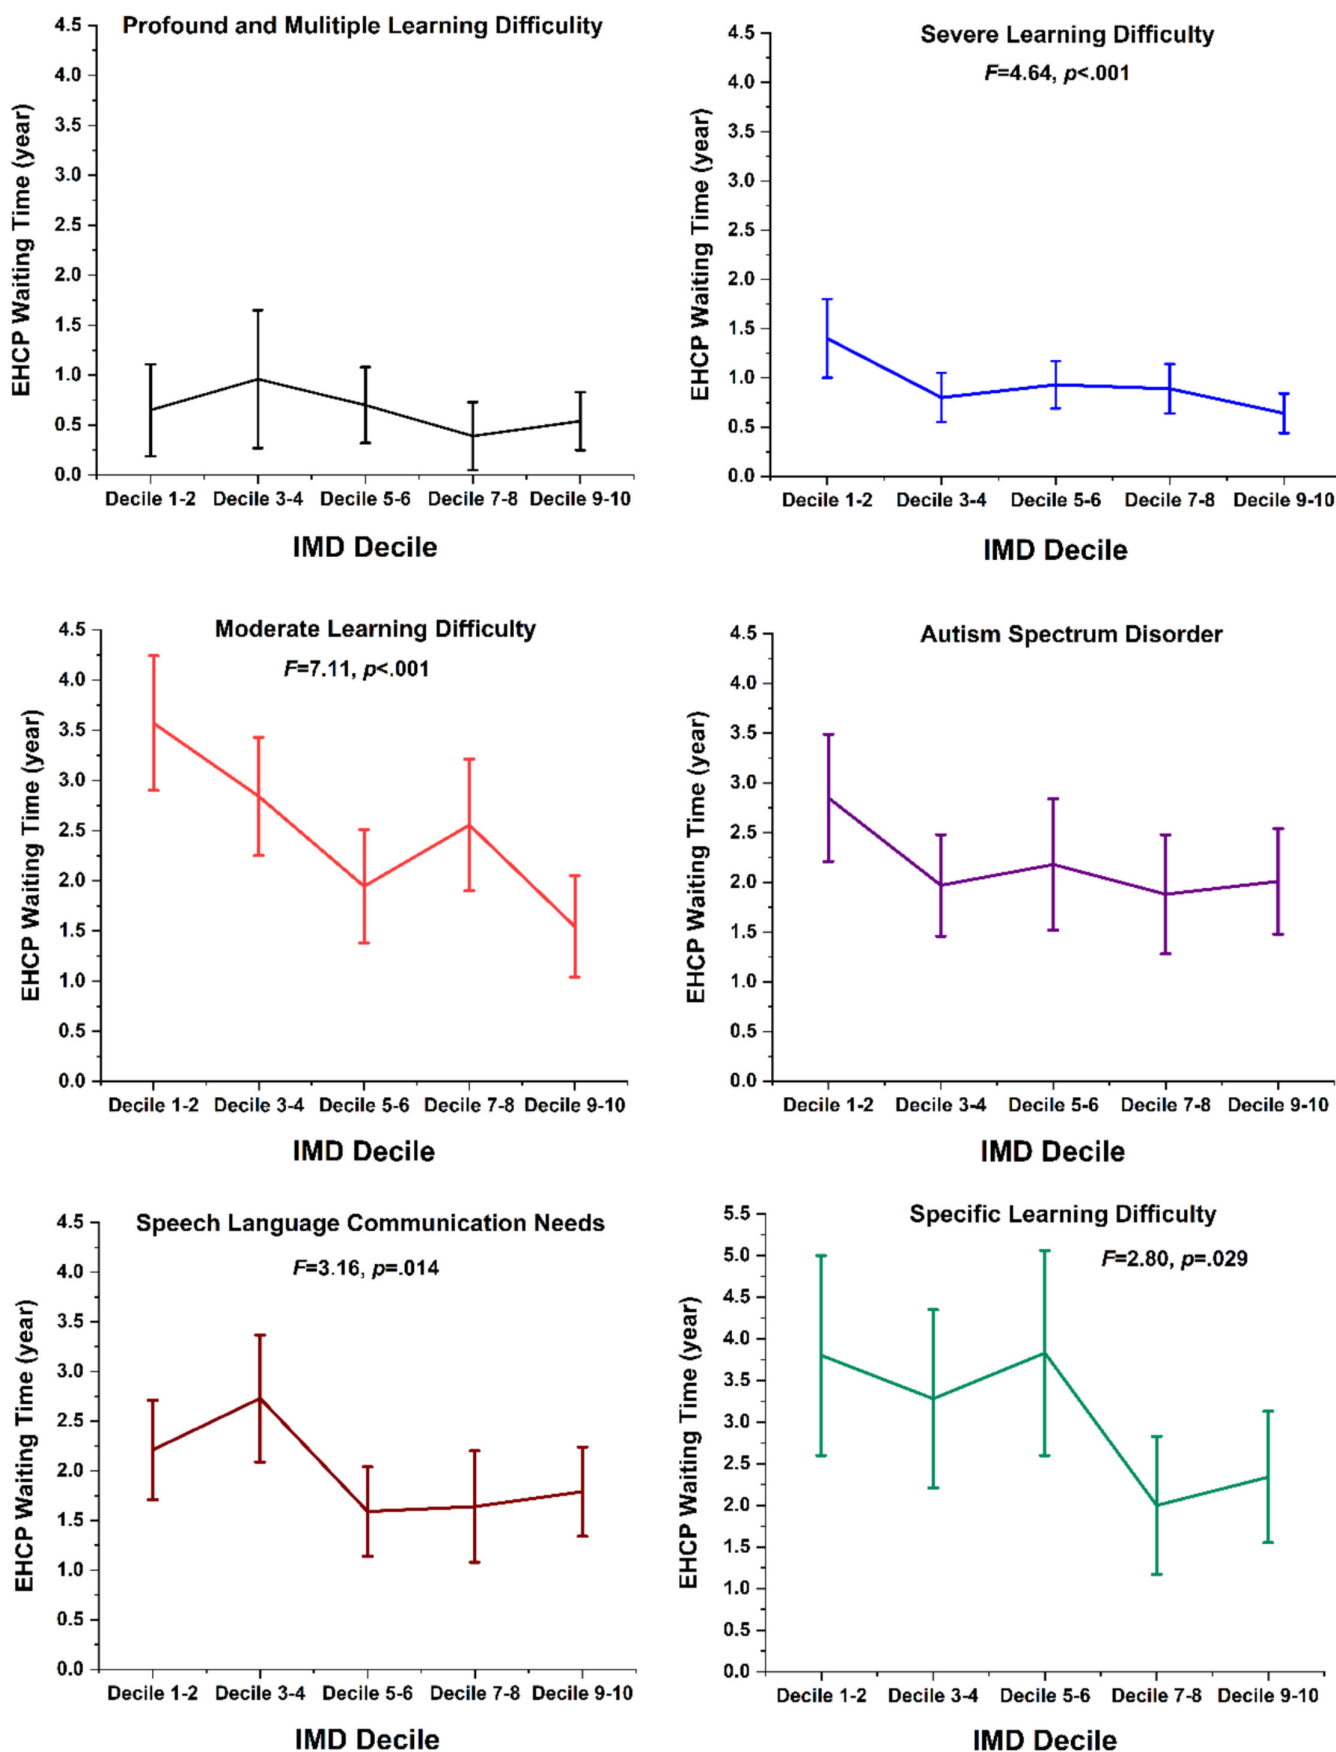 Profound and Mulitiple Learning Difficulity
EHCP Waiting Time (year)
4.5
4.0
3.5
3.0
2.5
2.0
1.5
1.0
0.5
0.0
Decile 1-2 Decile 3-4 Decile 5-6 Decile 7-8 Decile 9-10
IMD Decile
Severe Learning Difficulty
F=4.64, p<.001
EHCP Waiting Time (year)
4.5
4.0
3.5
3.0
2.5
2.0
1.5
1.0
0.5
0.0
Decile 1-2 Decile 3-4 Decile 5-6 Decile 7-8 Decile 9-10
IMD Decile
Moderate Learning Difficulty
F=7.11, p<.001
EHCP Waiting Time (year)
4.5
4.0
3.5
3.0
2.5
2.0
1.5
1.0
0.5
0.0
Decile 1-2 Decile 3-4 Decile 5-6 Decile 7-8 Decile 9-10
IMD Decile
Autism Spectrum Disorder
EHCP Waiting Time (year)
4.5
4.0
3.5
3.0
2.5
2.0
1.5
1.0
0.5
0.0
Decile 1-2 Decile 3-4 Decile 5-6 Decile 7-8 Decile 9-10
IMD Decile
Speech Language Communication Needs
F=3.16, p=.014
EHCP Waiting Time (year)
4.5
4.0
3.5
3.0
2.5
2.0
1.5
1.0
0.5
0.0
Decile 1-2 Decile 3-4 Decile 5-6 Decile 7-8 Decile 9-10
IMD Decile
Specific Learning Difficulty
F=2.80, p=.029
EHCP Waiting Time (year)
5.5
5.0
4.5
4.0
3.5
3.0
2.5
2.0
1.5
1.0
0.5
0.0
Decile 1-2 Decile 3-4 Decile 5-6 Decile 7-8 Decile 9-10
IMD Decile